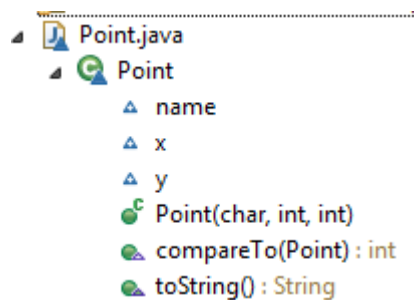 Point.java
Point
name
x
y
Point(char, int, int)
compareTo(Point) : int
toString() : String